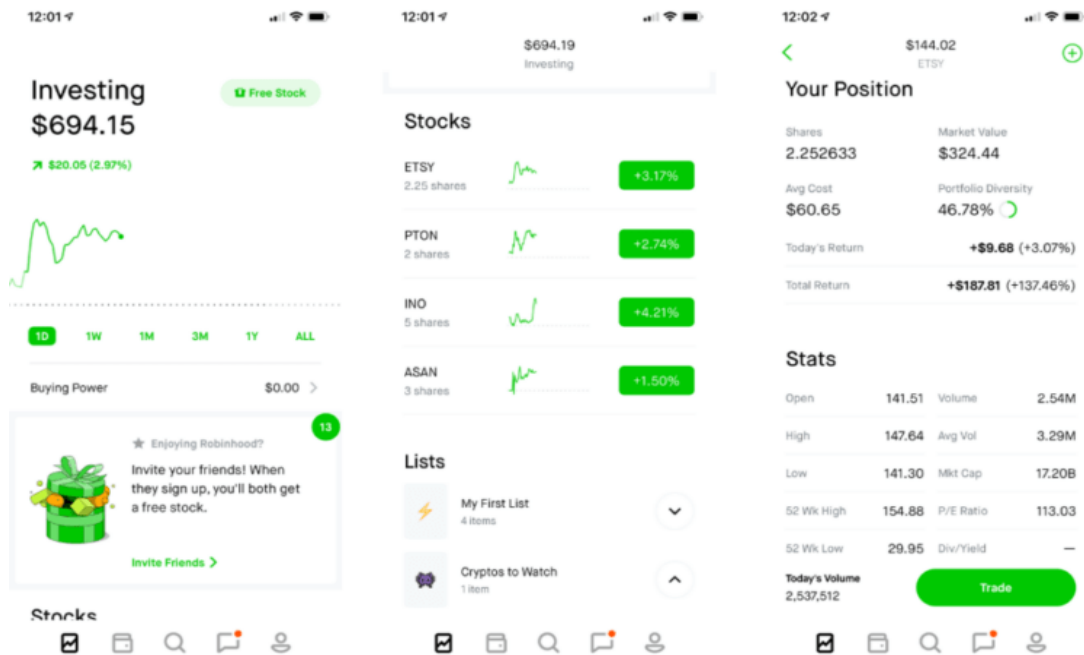 12:01
Investing
$694.15
Free Stock
$20.05 (2.97%)
1D 1W 1M 3M 1Y ALL
Buying Power $0.00
13
Enjoying Robinhood?
Invite your friends! When
they sign up, you'll both get
a free stock.
Invite Friends
Stocks
12:01
$694.19
Investing
Stocks
ETSY
2.25 shares
+3.17%
PTON
2 shares
+2.74%
INO
5 shares
+4.21%
ASAN
3 shares
+1.50%
Lists
My First List
4 items
Cryptos to Watch
1 item
12:02
$144.02
ETSY
Your Position
Shares Market Value
2.252633 $324.44
Avg Cost Portfolio Diversity
$60.65 46.78%
Today's Return +$9.68 (+3.07%)
Total Return +$187.81 (+137.46%)
Stats
Open 141.51 Volume 2.54M
High 147.64 Avg Vol 3.29M
Low 141.30 Mkt Cap 17.20B
52 Wk High 154.88 P/E Ratio 113.03
52 Wk Low 29.95 Div/Yield —
Today's Volume
2,537,512
Trade